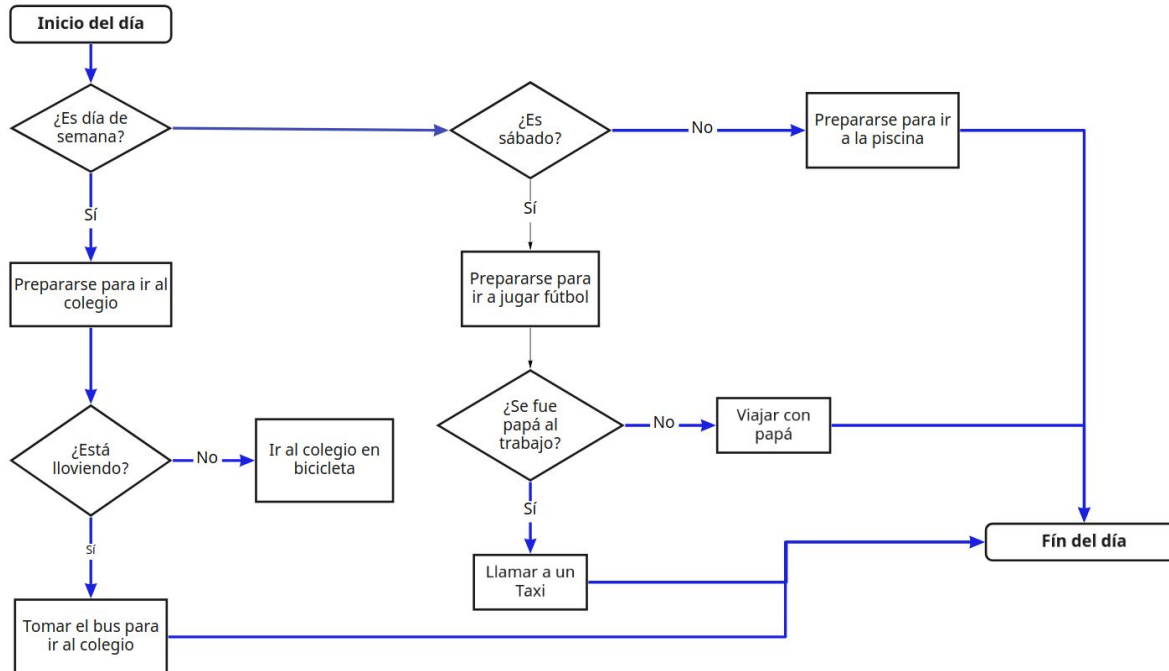 Inicio del día
¿Es día de
semana?
¿Es
sábado?
No
Prepararse para ir
a la piscina
Sí
Sí
Prepararse para ir al
colegio
Prepararse para
ir a jugar fútbol
¿Está
lloviendo?
No
Ir al colegio en
bicicleta
¿Se fue
papá al
trabajo?
No
Viajar con
papá
Sí
Sí
Fín del día
Llamar a un
Taxi
Tomar el bus para
ir al colegio